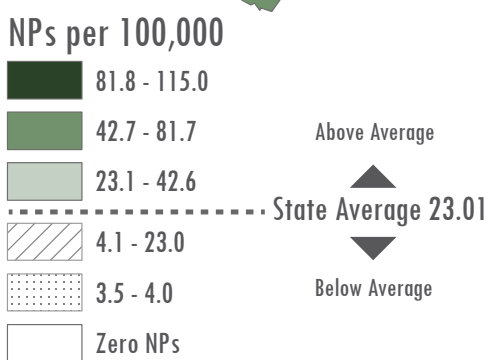 NPs per 100,000
81.8 - 115.0
42.7 - 81.7
Above Average
23.1 - 42.6
State Average 23.01
4.1 - 23.0
3.5 - 4.0
Below Average
Zero NPs